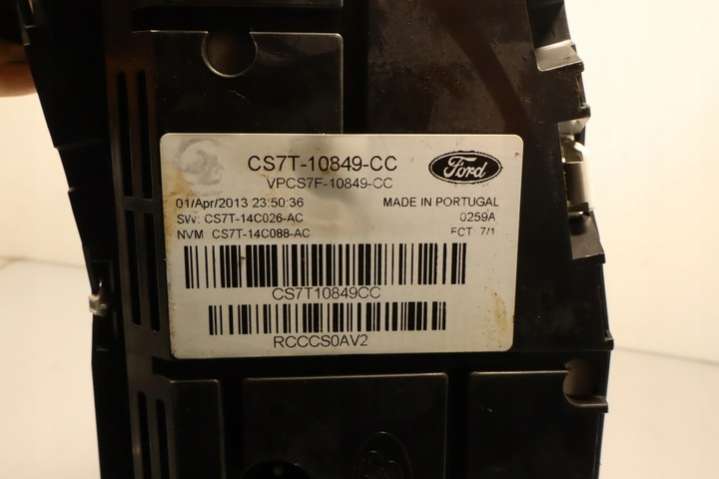 CS7T-10849-CC
Ford
VPCS7F-10849-CC
01/Apr/2013 23:50:36 MADE IN PORTUGAL
SW: CS7T-14C026-AC 0259A
NVM CS7T-14C088-AC FCT 7/1
CS7T10849CC
RCCCS0AV2